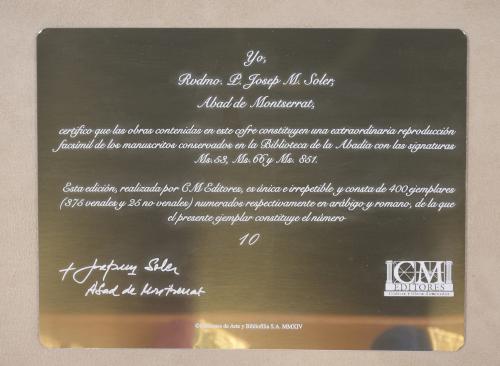 Yo,
Rvdmo. P. Josep M. Soler,
Abad de Montserrat,
certifico que las obras contenidas en este cofre constituyen una extraordinaria reproducción
facsímil de los manuscritos conservados en la Biblioteca de la Abadía con las signaturas
Ms. 53, Ms. 66 y Ms. 851.
Esta edición, realizada por C.M. Editores, es única e irrepetible y consta de 400 ejemplares
(375 venales y 25 no venales) numerados respectivamente en arábigo y romano, de la que
el presente ejemplar constituye el número
10
+ Josep M. Soler
Abad de Montserrat
CM
EDITORES
© Ediciones de Arte y Bibliofilia S.A. MMXIV